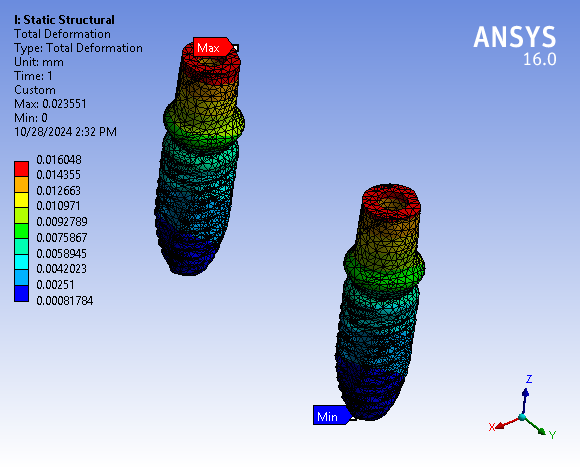 I: Static Structural
Total Deformation
Type: Total Deformation
Unit: mm
Time: 1
Custom
Max: 0.023551
Min: 0
10/28/2024 2:32 PM
0.016048
0.014355
0.012663
0.010971
0.0092789
0.0075867
0.0058945
0.0042023
0.00251
0.00081784
Max
ANSYS
16.0
Min
Z
X
Y